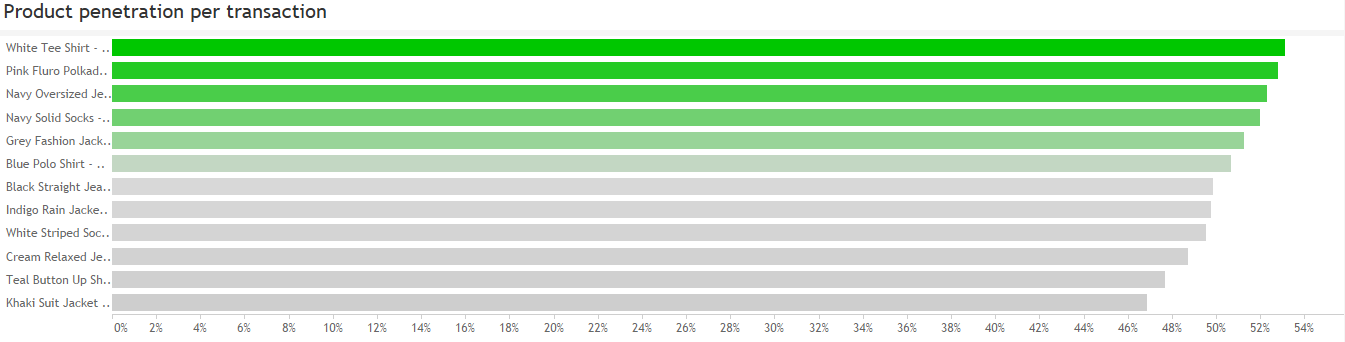 Product penetration per transaction
White Tee Shirt - ..
Pink Fluro Polkad..
Navy Oversized Je..
Navy Solid Socks -..
Grey Fashion Jack..
Blue Polo Shirt - ..
Black Straight Jea..
Indigo Rain Jacke..
White Striped Soc..
Cream Relaxed Je..
Teal Button Up Sh..
Khaki Suit Jacket ..
0% 2% 4% 6% 8% 10% 12% 14% 16% 18% 20% 22% 24% 26% 28% 30% 32% 34% 36% 38% 40% 42% 44% 46% 48% 50% 52% 54%